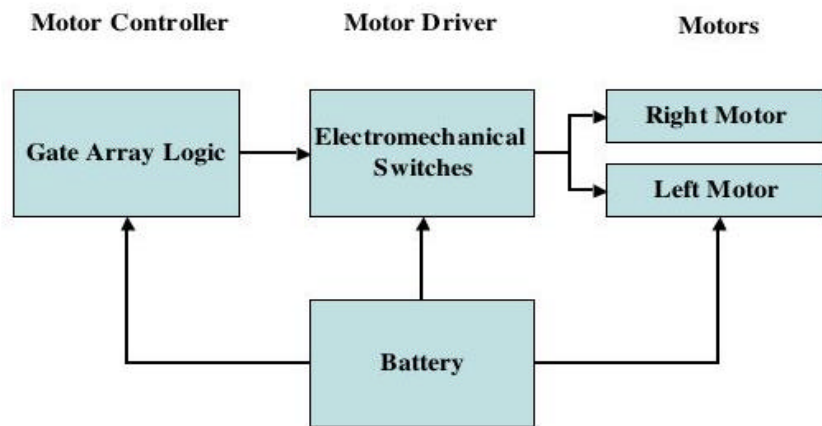 Motor Controller
Motor Driver
Motors
Gate Array Logic
Electromechanical
Switches
Right Motor
Left Motor
Battery